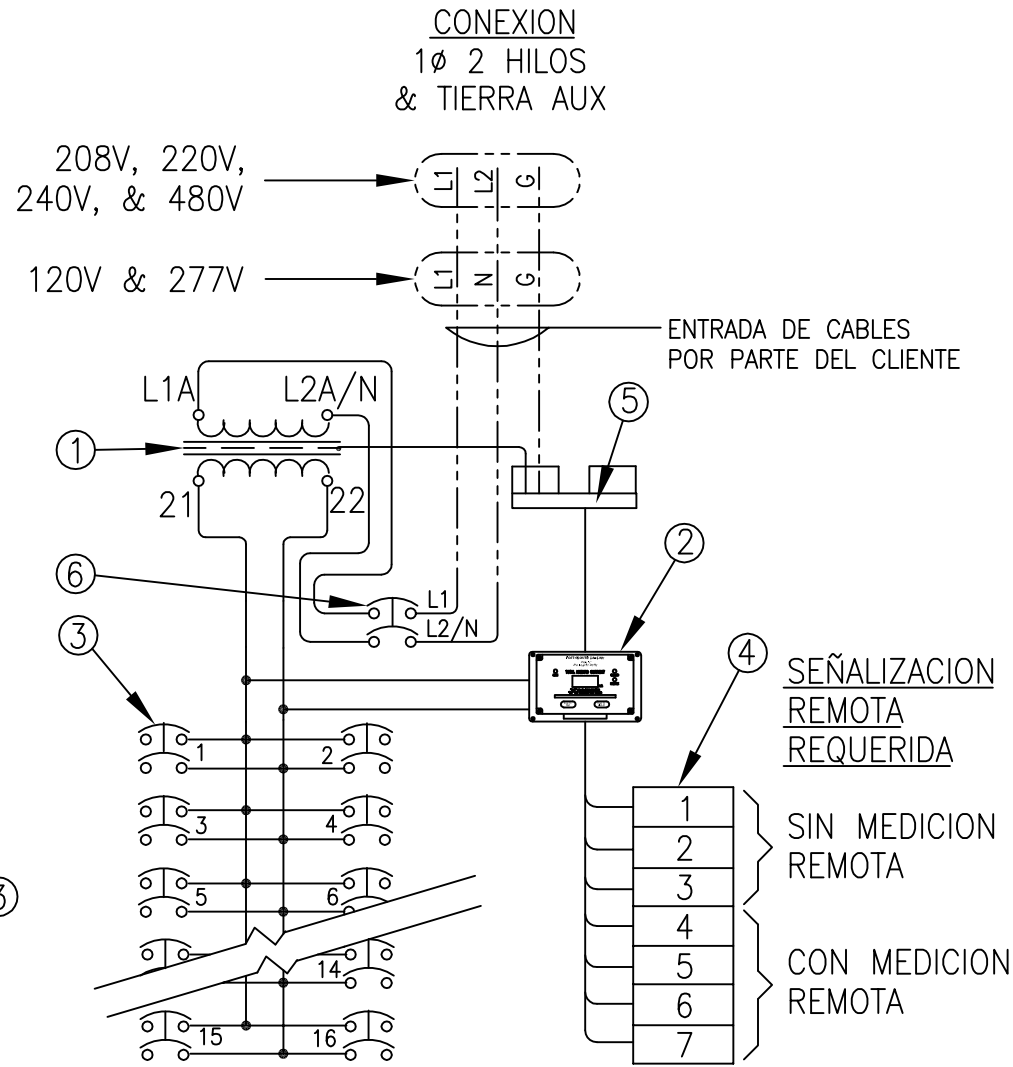 CONEXION
1ø 2 HILOS
& TIERRA AUX
208V, 220V,
240V, & 480V
L1 L2 G
120V & 277V
L1 N G
ENTRADA DE CABLES
POR PARTE DEL CLIENTE
L1A L2A/N
5
1
21 22
2
6
L1
L2/N
3
4
SEÑALIZACION
REMOTA
REQUERIDA
1 2
3 4
5 6
14
15 16
3
1
2
3
4
5
6
7
SIN MEDICION
REMOTA
CON MEDICION
REMOTA